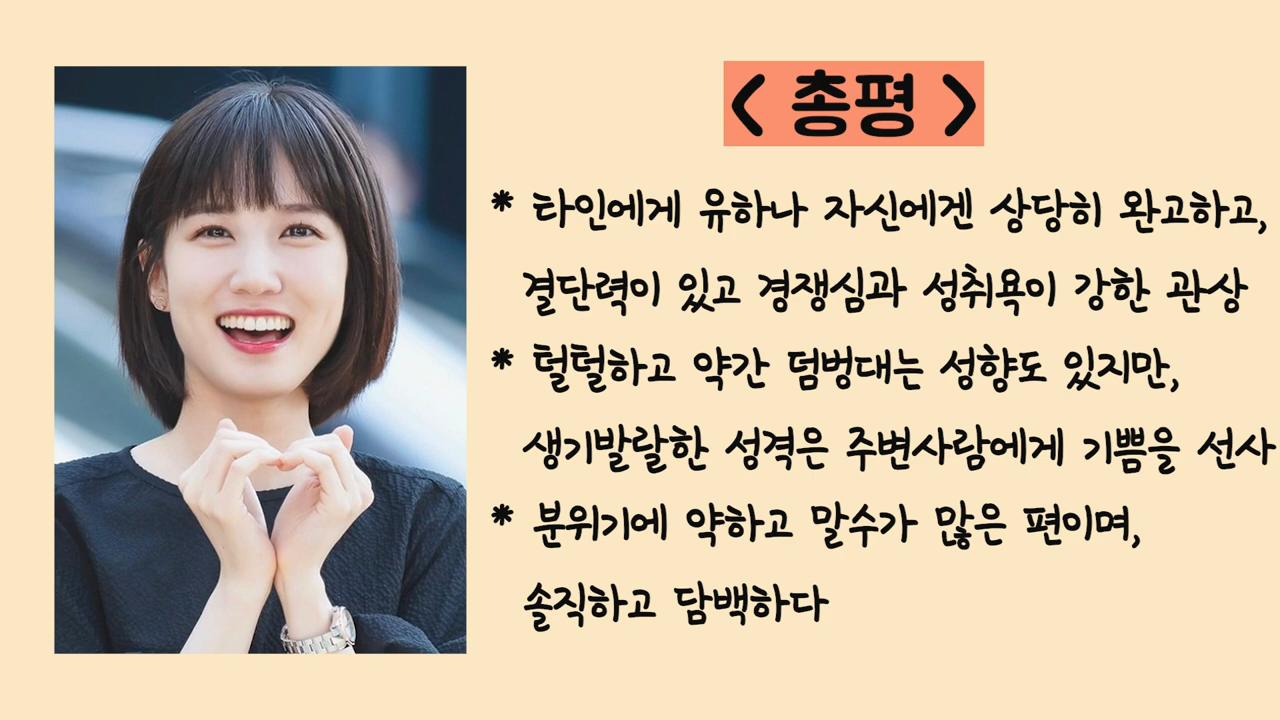 < 총평 >
* 타인에게 유하나 자신에겐 상당히 완고하고,
결단력이 있고 경쟁심과 성취욕이 강한 관상
* 털털하고 약간 덤벙대는 성향도 있지만,
생기발랄한 성격은 주변사람에게 기쁨을 선사
* 분위기에 약하고 말수가 많은 편이며,
솔직하고 담백하다